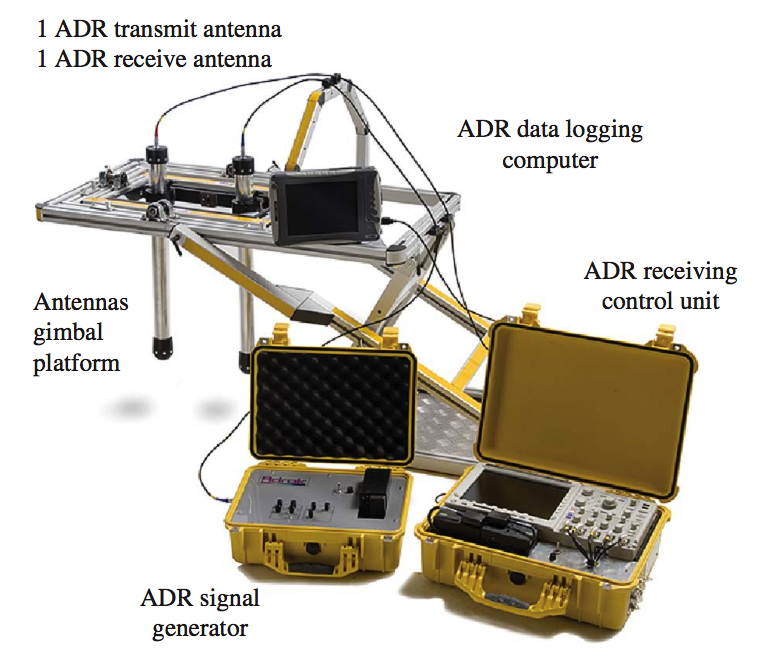 1 ADR transmit antenna
1 ADR receive antenna
ADR data logging
computer
ADR receiving
control unit
Antennas
gimbal
platform
Adrok
ADR signal
generator